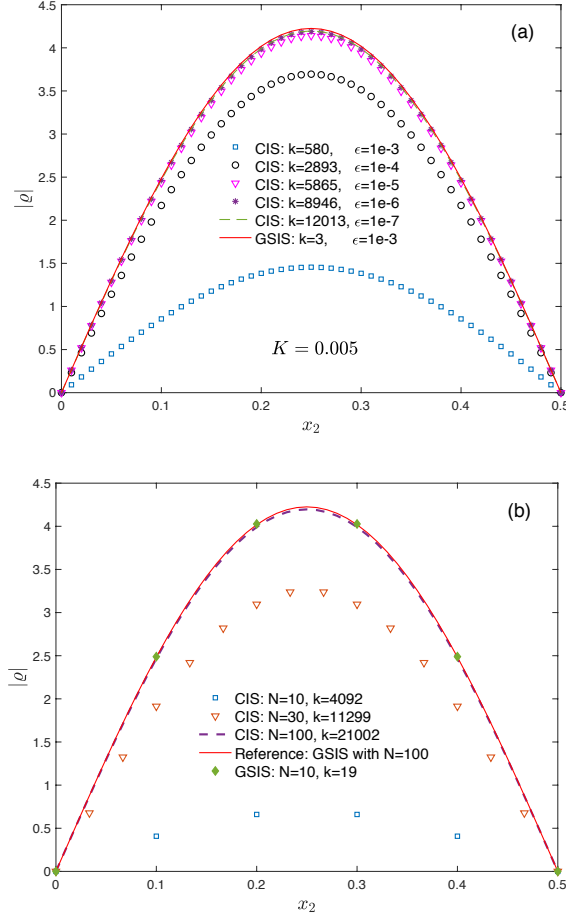 (a)
4.5
4
3.5
3
2.5
2
1.5
1
0.5
0
|ϱ|
CIS: k=580, ϵ=1e-3
CIS: k=2893, ϵ=1e-4
CIS: k=5865, ϵ=1e-5
CIS: k=8946, ϵ=1e-6
CIS: k=12013, ϵ=1e-7
GSIS: k=3, ϵ=1e-3
K = 0.005
0 0.1 0.2 0.3 0.4 0.5
x₂
(b)
4.5
4
3.5
3
2.5
2
1.5
1
0.5
0
|ϱ|
CIS: N=10, k=4092
CIS: N=30, k=11299
CIS: N=100, k=21002
Reference: GSIS with N=100
GSIS: N=10, k=19
0 0.1 0.2 0.3 0.4 0.5
x₂